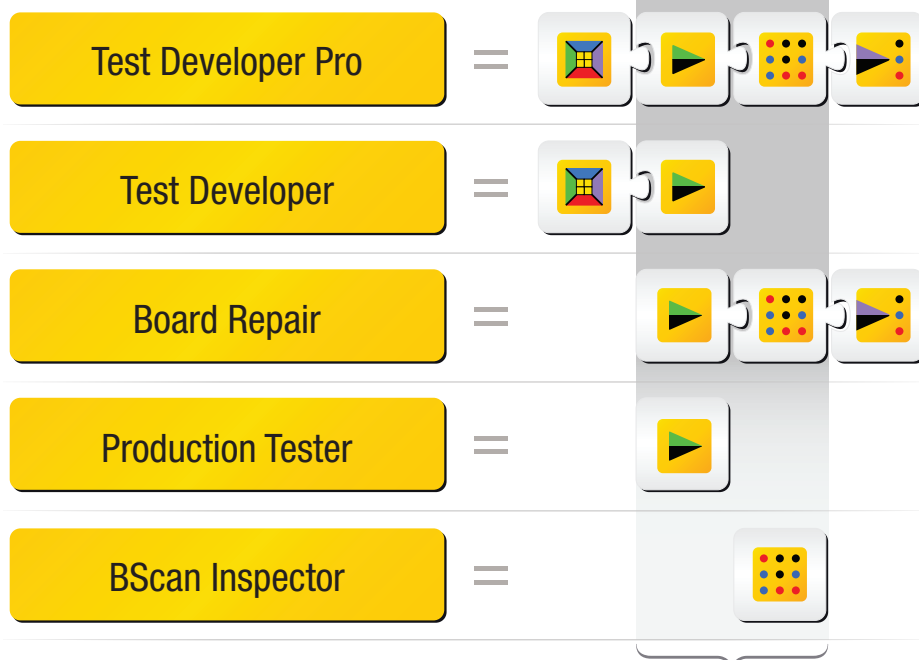 Test Developer Pro =
Test Developer =
Board Repair =
Production Tester =
BScan Inspector =